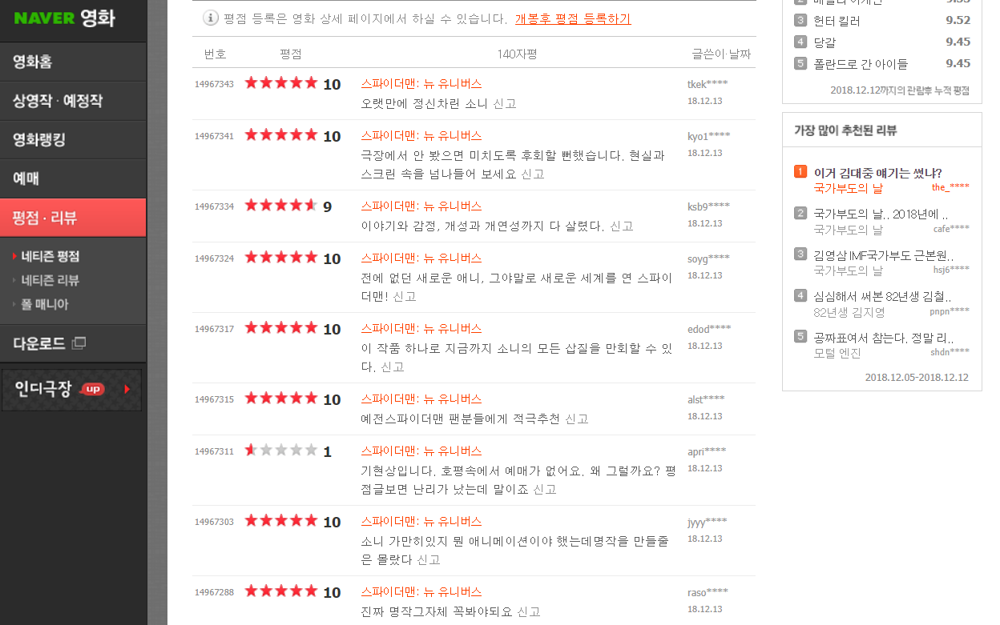 NAVER 영화
영화홈
상영작 · 예정작
영화랭킹
예매
평점 · 리뷰
네티즌 평점
네티즌 리뷰
폴 매니아
다운로드
인디극장 up
평점 등록은 영화 상세 페이지에서 하실 수 있습니다. 개봉후 평점 등록하기
번호 평점 140자평 글쓴이·날짜
14967343 10 스파이더맨: 뉴 유니버스 tkek****
오랫만에 정신차린 소니 신고 18.12.13
14967341 10 스파이더맨: 뉴 유니버스 kyo1****
18.12.13
극장에서 안 봤으면 미치도록 후회할 뻔했습니다. 현실과
스크린 속을 넘나들어 보세요 신고
14967334 9 스파이더맨: 뉴 유니버스 ksb9****
이야기와 감정, 개성과 개연성까지 다 살렸다. 신고 18.12.13
14967324 10 스파이더맨: 뉴 유니버스 soyg****
18.12.13
전에 없던 새로운 애니, 그야말로 새로운 세계를 연 스파이
더맨! 신고
14967317 10 스파이더맨: 뉴 유니버스 edod****
18.12.13
이 작품 하나로 지금까지 소니의 모든 삽질을 만회할 수 있
다. 신고
14967315 10 스파이더맨: 뉴 유니버스 alst****
예전스파이더맨 팬분들에게 적극추천 신고 18.12.13
14967311 1 스파이더맨: 뉴 유니버스 apri****
18.12.13
기현상입니다. 호평속에서 예매가 없어요. 왜 그럴까요? 평
점글보면 난리가 났는데 말이죠 신고
14967303 10 스파이더맨: 뉴 유니버스 jyyy****
18.12.13
소니 가만히있지 뭔 애니메이션이야 했는데명작을 만들줄
은 몰랐다 신고
14967288 10 스파이더맨: 뉴 유니버스 raso****
진짜 명작그자체 꼭봐야되요 신고 18.12.13
3 헌터 킬러 9.52
4 당갈 9.45
5 폴란드로 간 아이들 9.45
2018.12.12까지의 관람후 누적 평점
가장 많이 추천된 리뷰
1 이거 김대중 얘기는 썼냐?
국가부도의 날 the_****
2 국가부도의 날.. 2018년에 ..
국가부도의 날 cafe****
3 김영삼 IMF국가부도 근본원..
국가부도의 날 hsj6****
4 심심해서 써본 82년생 김철..
82년생 김지영 pnpn****
5 공짜표여서 참는다. 정말 리..
모털 엔진 shdn****
2018.12.05-2018.12.12